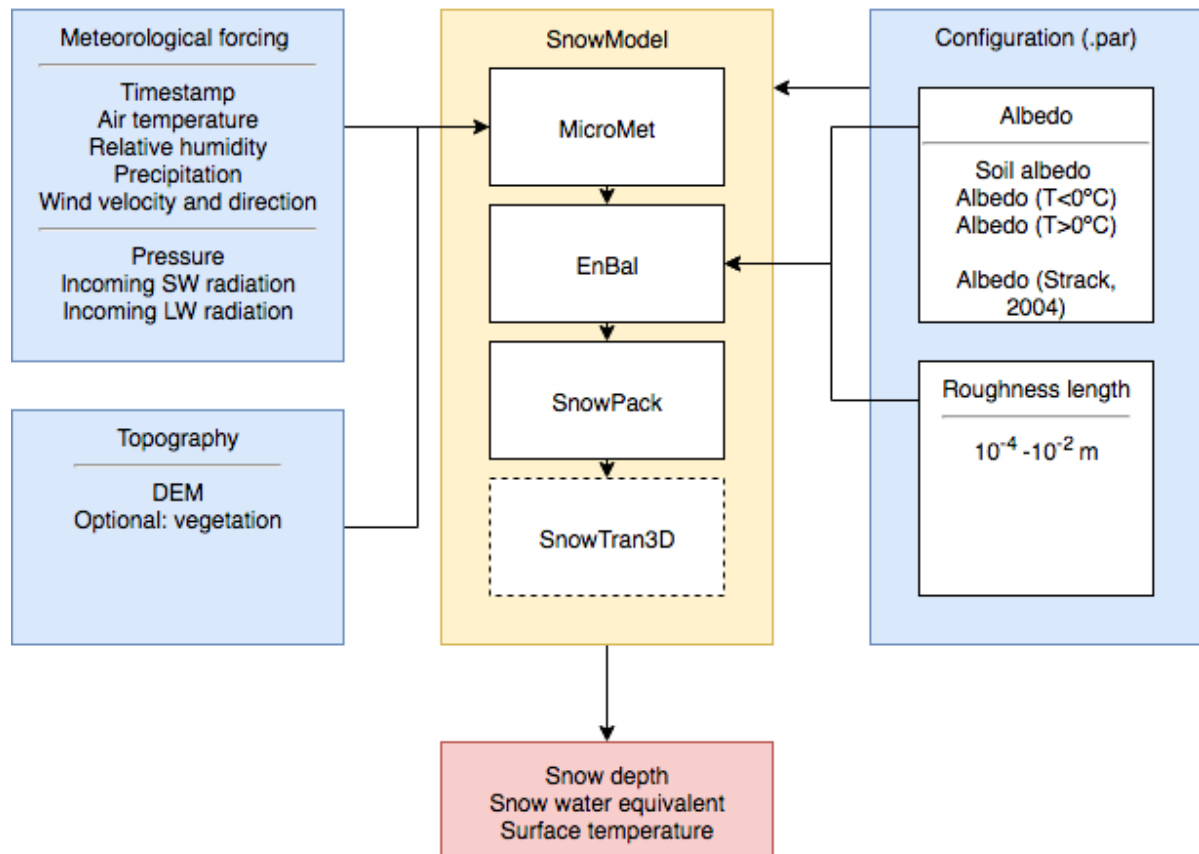 Meteorological forcing
Timestamp
Air temperature
Relative humidity
Precipitation
Wind velocity and direction
Pressure
Incoming SW radiation
Incoming LW radiation
Topography
DEM
Optional: vegetation
SnowModel
MicroMet
EnBal
SnowPack
SnowTran3D
Configuration (.par)
Albedo
Soil albedo
Albedo (T<0ºC)
Albedo (T>0ºC)
Albedo (Strack,
2004)
Roughness length
10⁻⁴ -10⁻² m
Snow depth
Snow water equivalent
Surface temperature